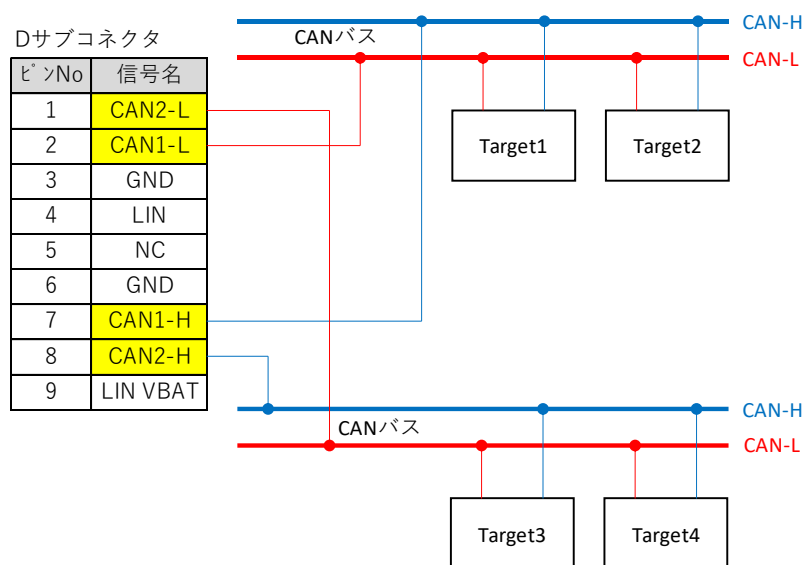 Dサブコネクタ
ピンNo 信号名
1 CAN2-L
2 CAN1-L
3 GND
4 LIN
5 NC
6 GND
7 CAN1-H
8 CAN2-H
9 LIN VBAT
CANバス
CAN-H
CAN-L
Target1
Target2
CANバス
CAN-H
CAN-L
Target3
Target4